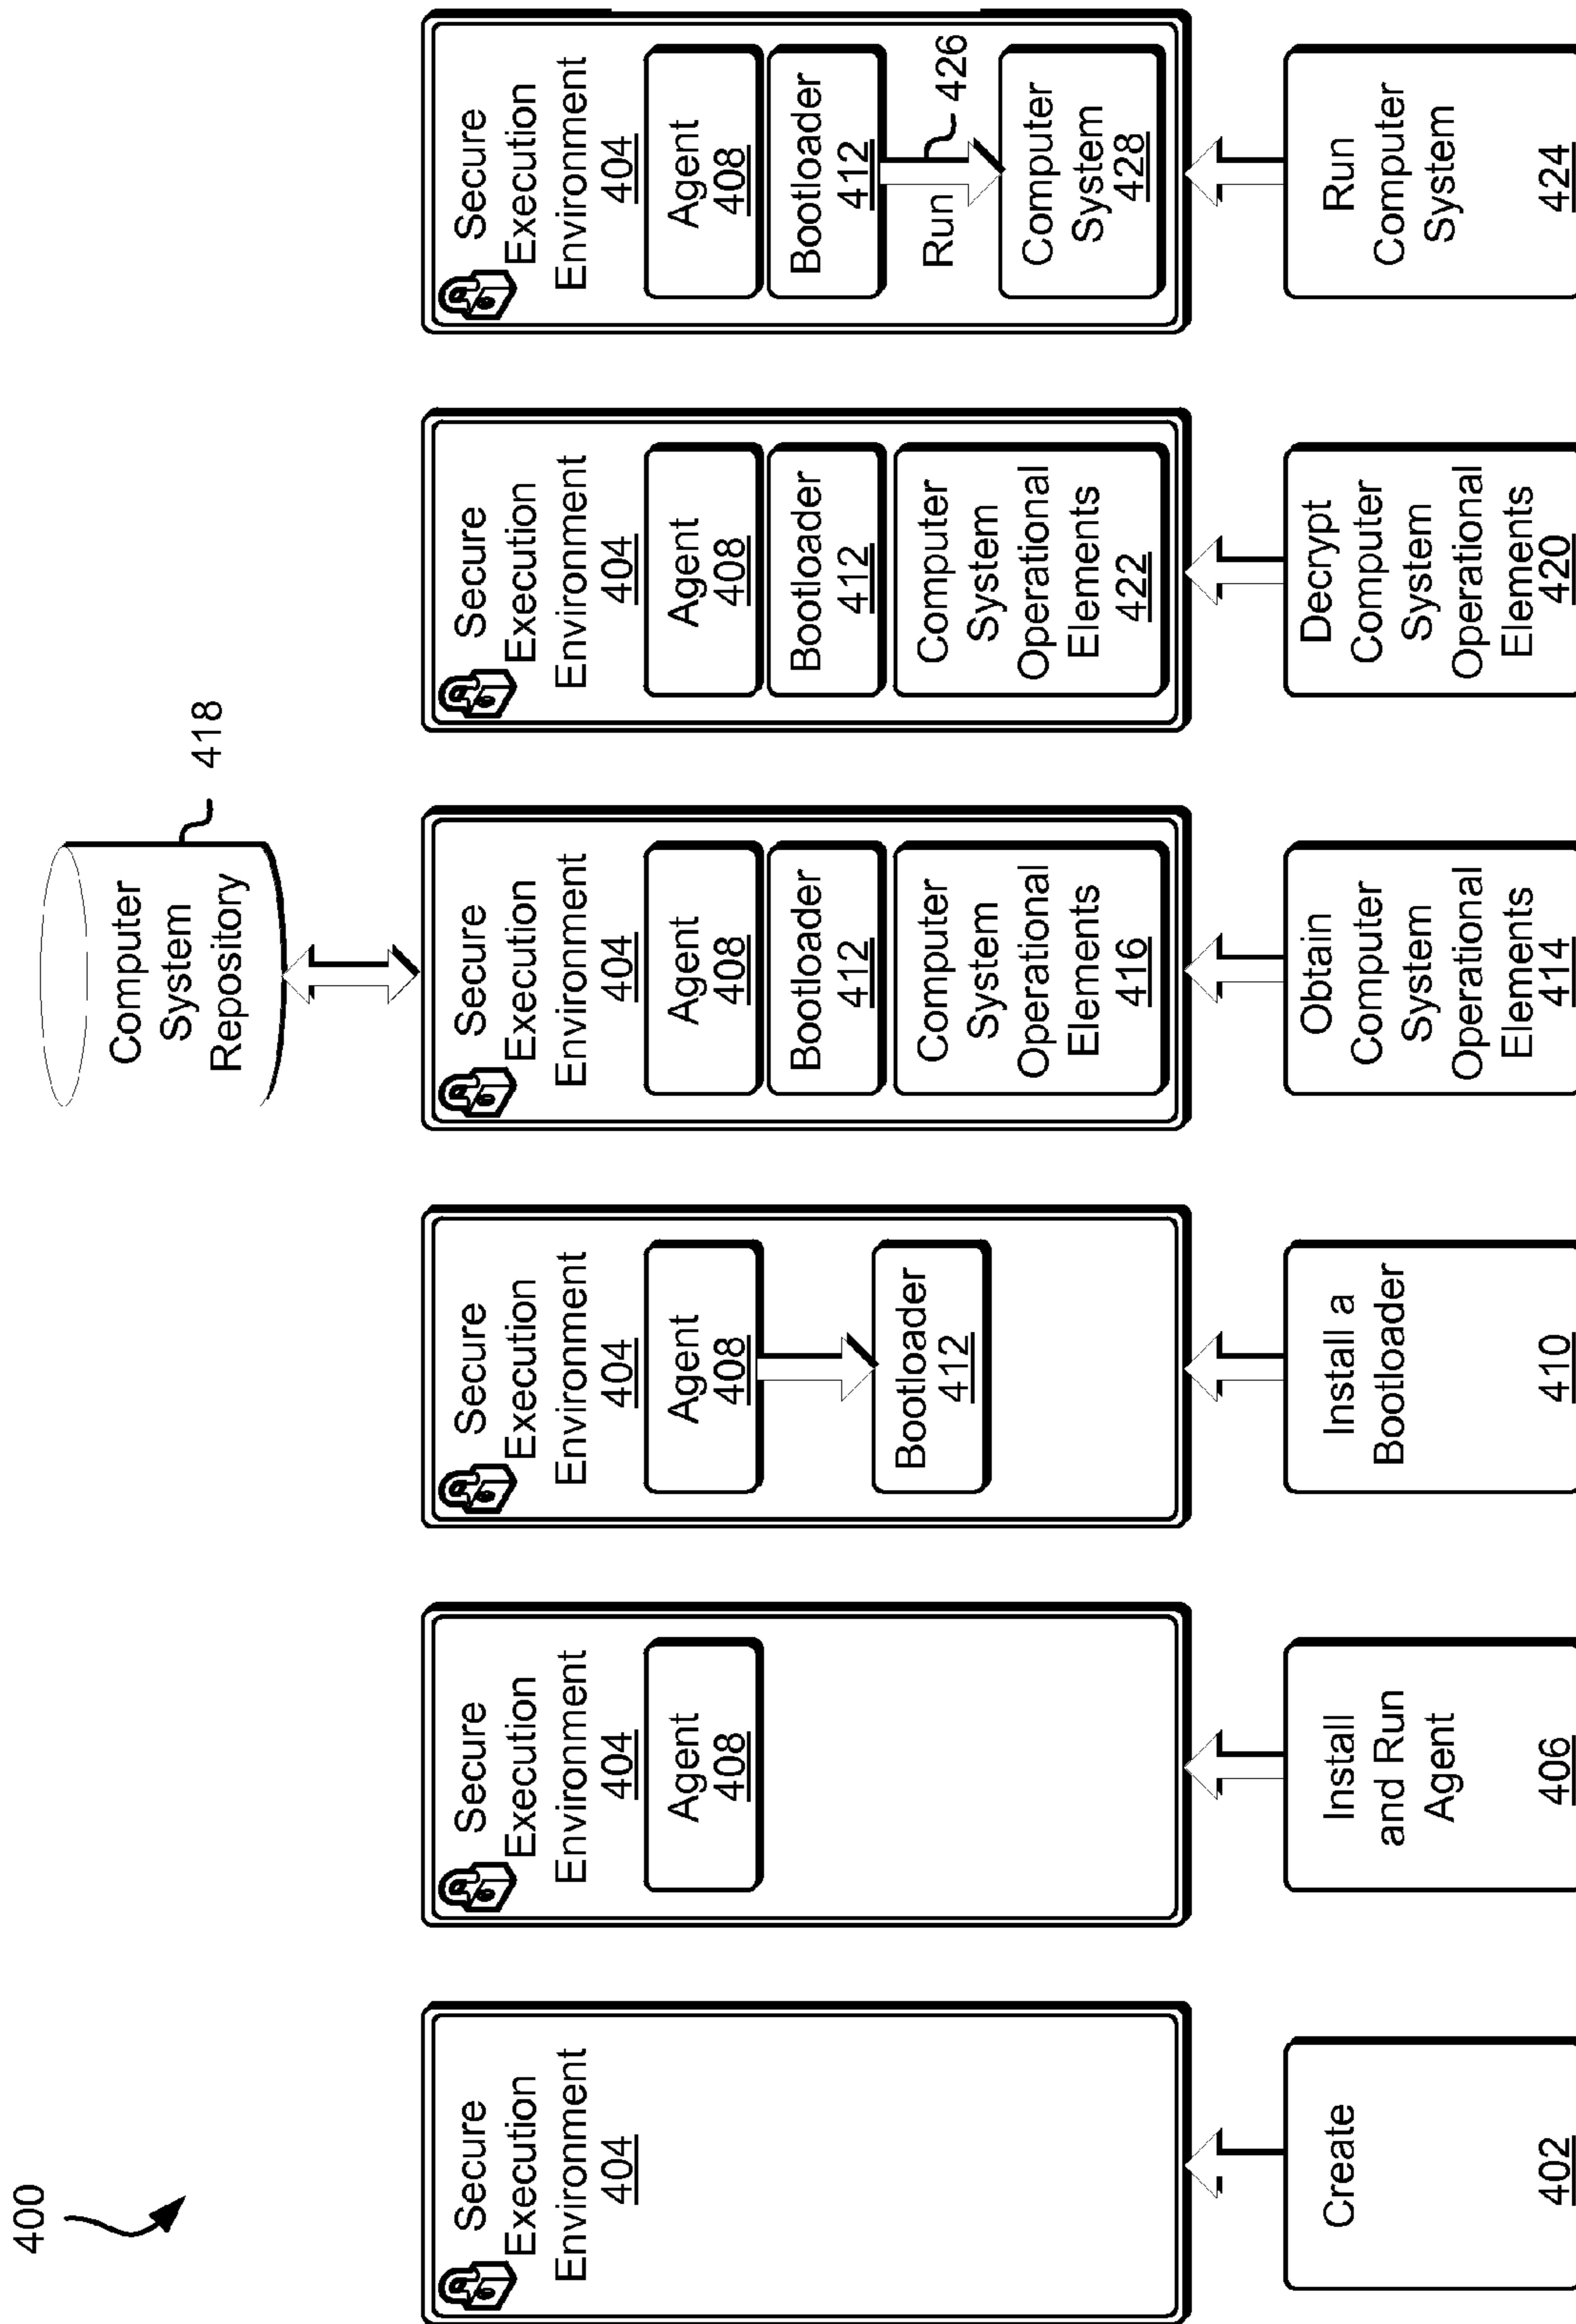 400
Computer
System
Repository
418
Secure
Execution
Environment
404
Create
402
Secure
Execution
Environment
404
Agent
408
Install
and Run
Agent
406
Secure
Execution
Environment
404
Agent
408
Bootloader
412
Install a
Bootloader
410
Secure
Execution
Environment
404
Agent
408
Bootloader
412
Computer
System
Operational
Elements
416
Obtain
Computer
System
Operational
Elements
414
Secure
Execution
Environment
404
Agent
408
Bootloader
412
Computer
System
Operational
Elements
422
Decrypt
Computer
System
Operational
Elements
420
Secure
Execution
Environment
404
Agent
408
Bootloader
412
Run
426
Computer
System
428
Run
Computer
System
424